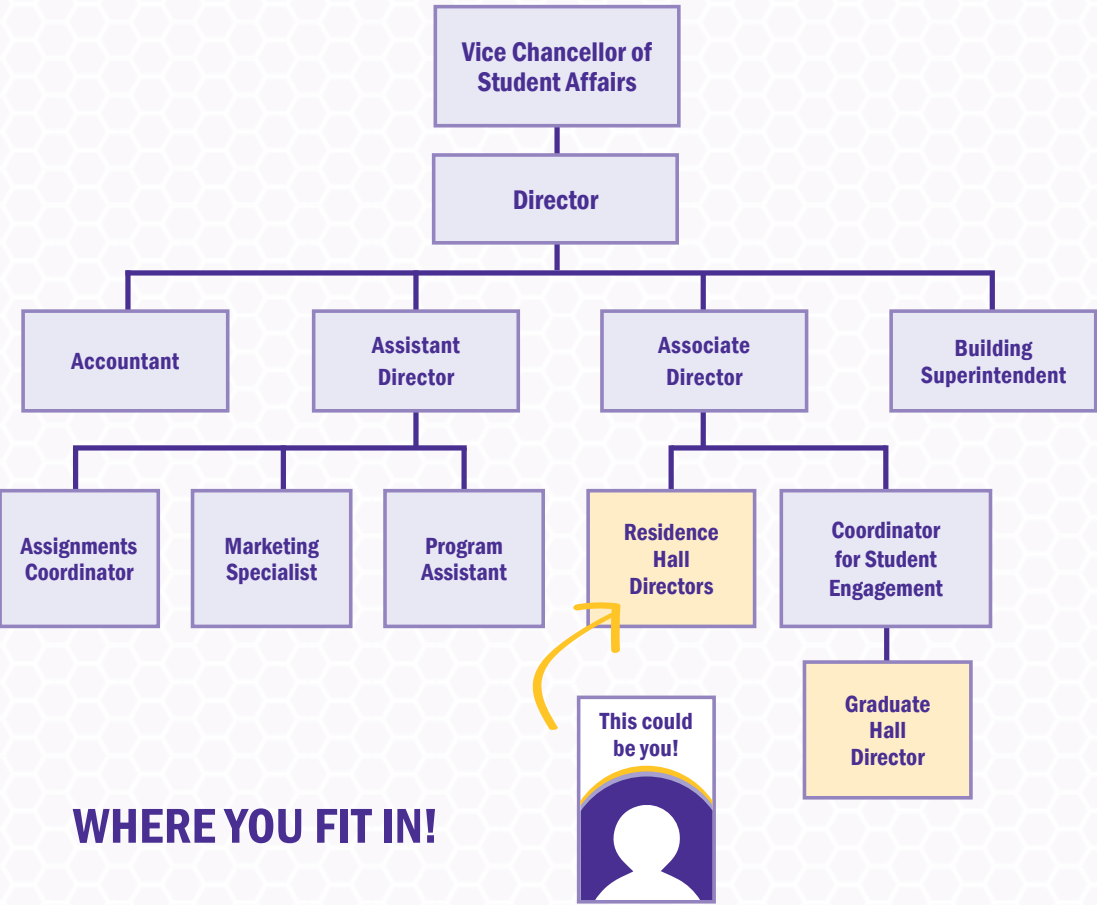 Vice Chancellor of
Student Affairs
Director
Accountant
Assistant
Director
Associate
Director
Building
Superintendent
Assignments
Coordinator
Marketing
Specialist
Program
Assistant
Residence
Hall
Directors
Coordinator
for Student
Engagement
Graduate
Hall
Director
This could
be you!
WHERE YOU FIT IN!